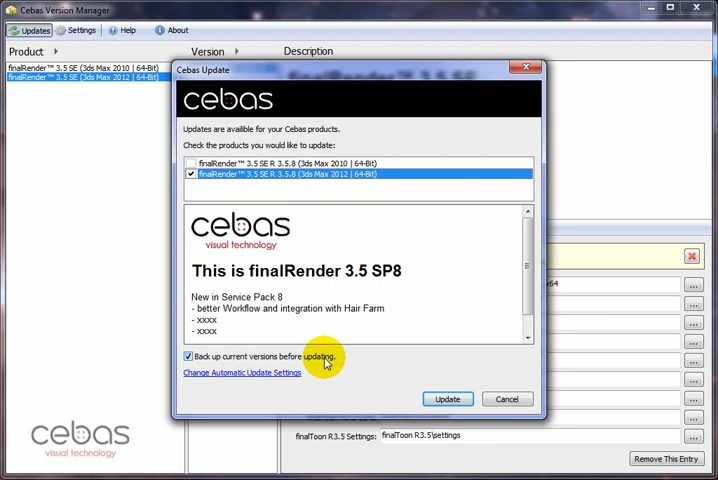 Cebas Version Manager
Updates Settings Help About
Product Version Description
finalRender™ 3.5 SE (3ds Max 2010 | 64-Bit)
finalRender™ 3.5 SE (3ds Max 2012 | 64-Bit)
Cebas Update
cebas
Updates are availible for your Cebas products.
Check the products you would like to update:
finalRender™ 3.5 SE R 3.5.8 (3ds Max 2010 | 64-Bit)
finalRender™ 3.5 SE R 3.5.8 (3ds Max 2012 | 64-Bit)
cebas
visual technology
This is finalRender 3.5 SP8
New in Service Pack 8
- better Workflow and integration with Hair Farm
- xxxx
- xxxx
Back up current versions before updating.
Change Automatic Update Settings
Update Cancel
x64
...
...
...
...
...
...
...
...
finalToon R3.5 Settings: finalToon R3.5\settings ...
Remove This Entry
cebas
visual technology